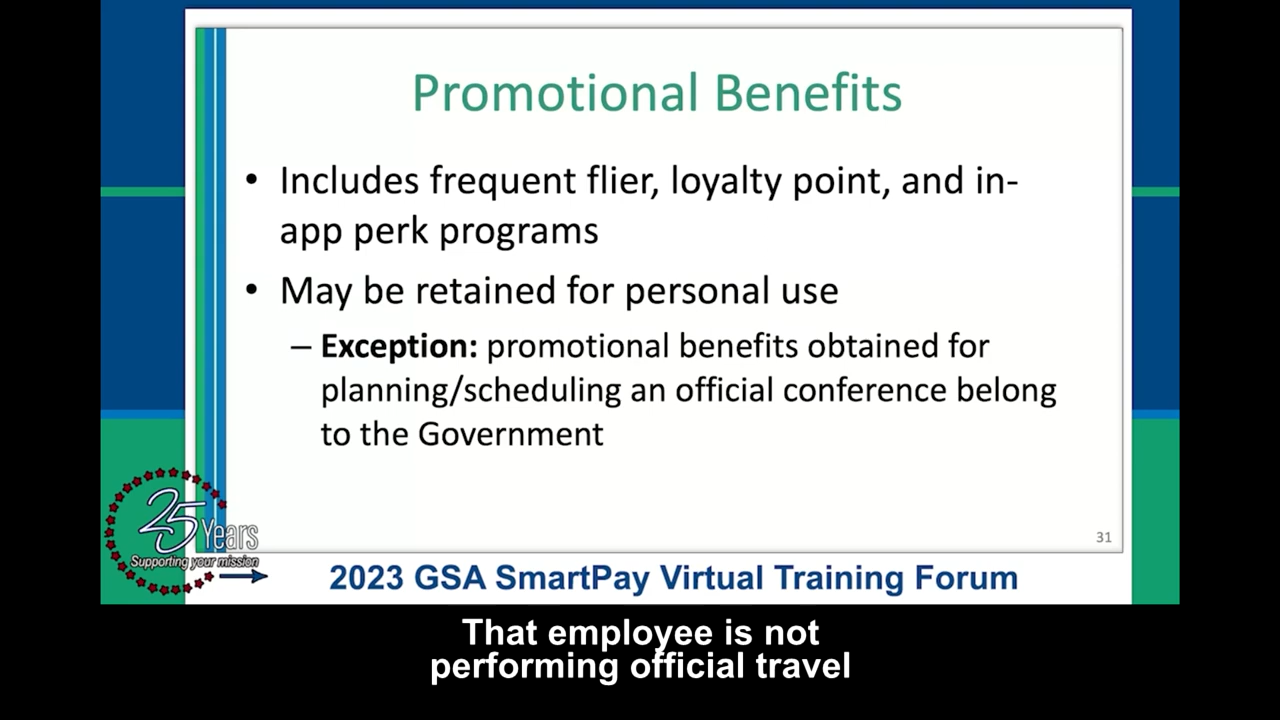 Promotional Benefits
• Includes frequent flier, loyalty point, and in-
app perk programs
• May be retained for personal use
– Exception: promotional benefits obtained for
planning/scheduling an official conference belong
to the Government
31
25
Years
Supporting your mission
2023 GSA SmartPay Virtual Training Forum
That employee is not
performing official travel